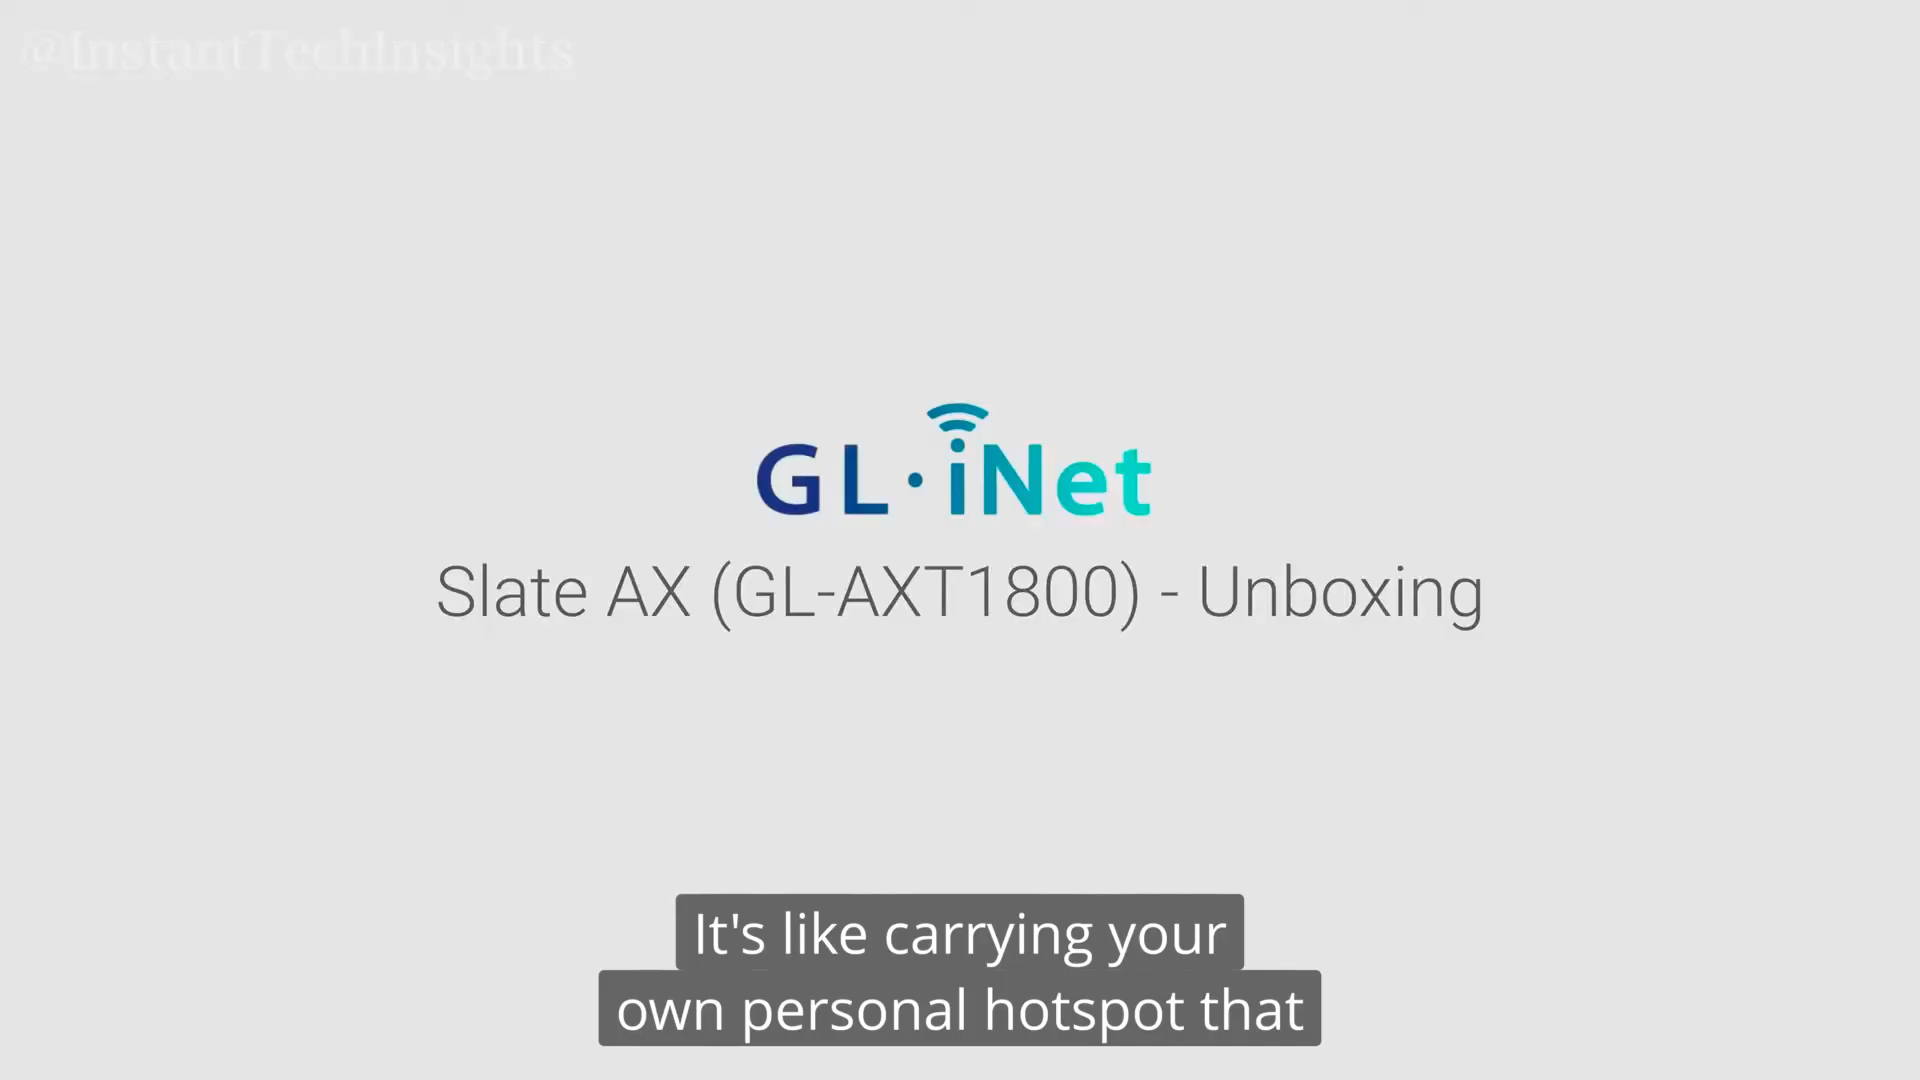 @InstantTechInsights
GL·iNet
Slate AX (GL-AXT1800) - Unboxing
It's like carrying your
own personal hotspot that